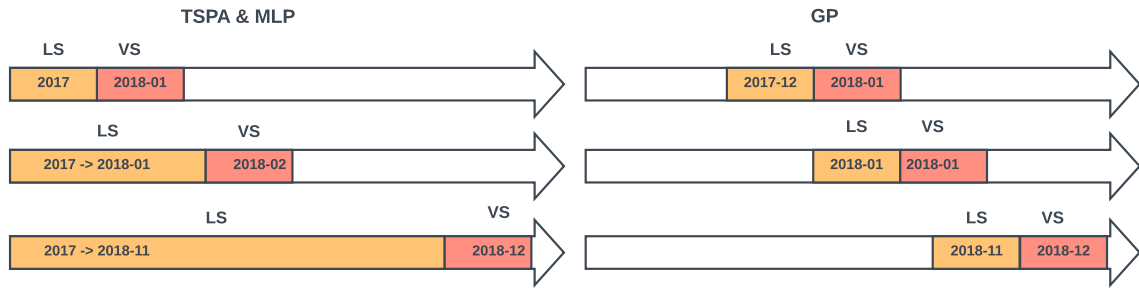 TSPA & MLP
LS VS
2017 2018-01
LS VS
2017 -> 2018-01 2018-02
LS VS
2017 -> 2018-11 2018-12
GP
LS VS
2017-12 2018-01
LS VS
2018-01 2018-01
LS VS
2018-11 2018-12